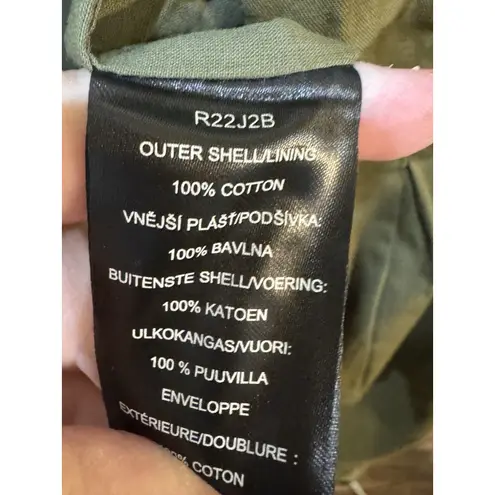 R22J2B
OUTER SHELL/LINING:
100% COTTON
VNĚJŠÍ PLÁŠŤ/PODŠÍVKA:
100% BAVLNA
BUITENSTE SHELL/VOERING:
100% KATOEN
ULKOKANGAS/VUORI:
100 % PUUVILLA
ENVELOPPE
EXTÉRIEURE/DOUBLURE :
100% COTON